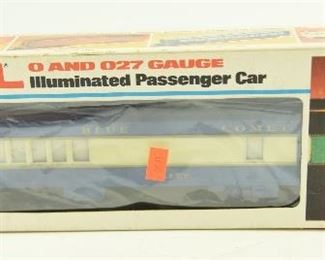 L O AND O27 GAUGE
Illuminated Passenger Car
BLUE COMET